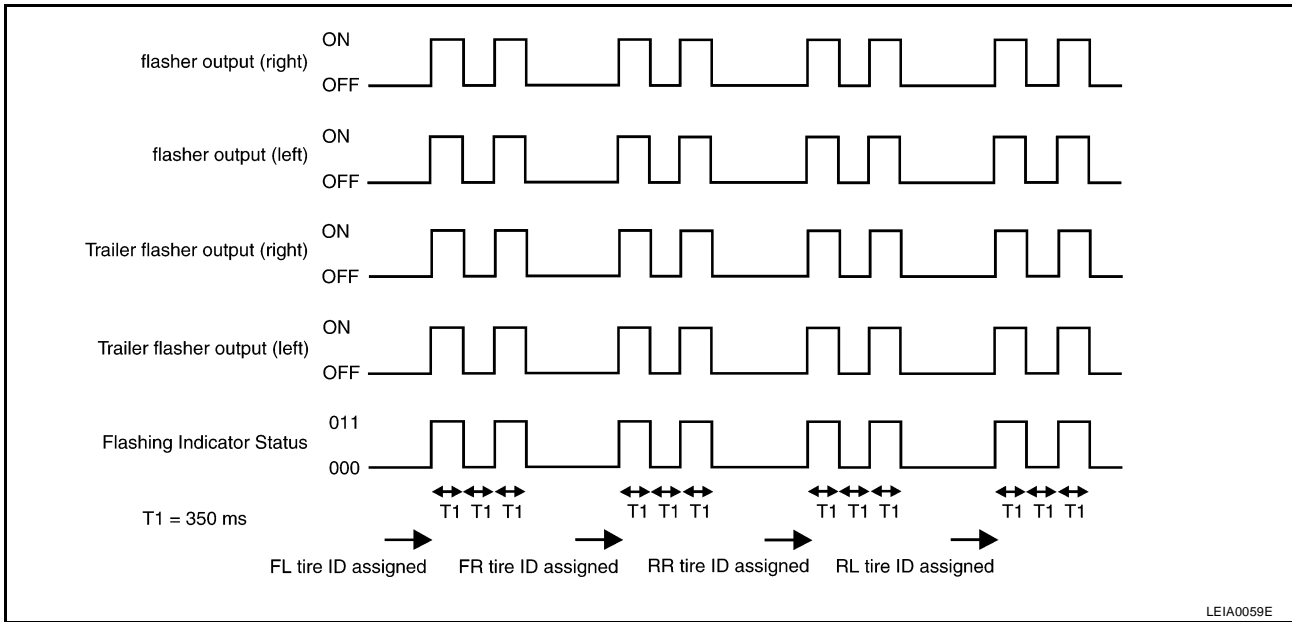 flasher output (right)
ON
OFF
flasher output (left)
ON
OFF
Trailer flasher output (right)
ON
OFF
Trailer flasher output (left)
ON
OFF
Flashing Indicator Status
011
000
T1 T1 T1 T1 T1 T1 T1 T1 T1 T1 T1 T1
T1 = 350 ms
FL tire ID assigned FR tire ID assigned RR tire ID assigned RL tire ID assigned
LEIA0059E